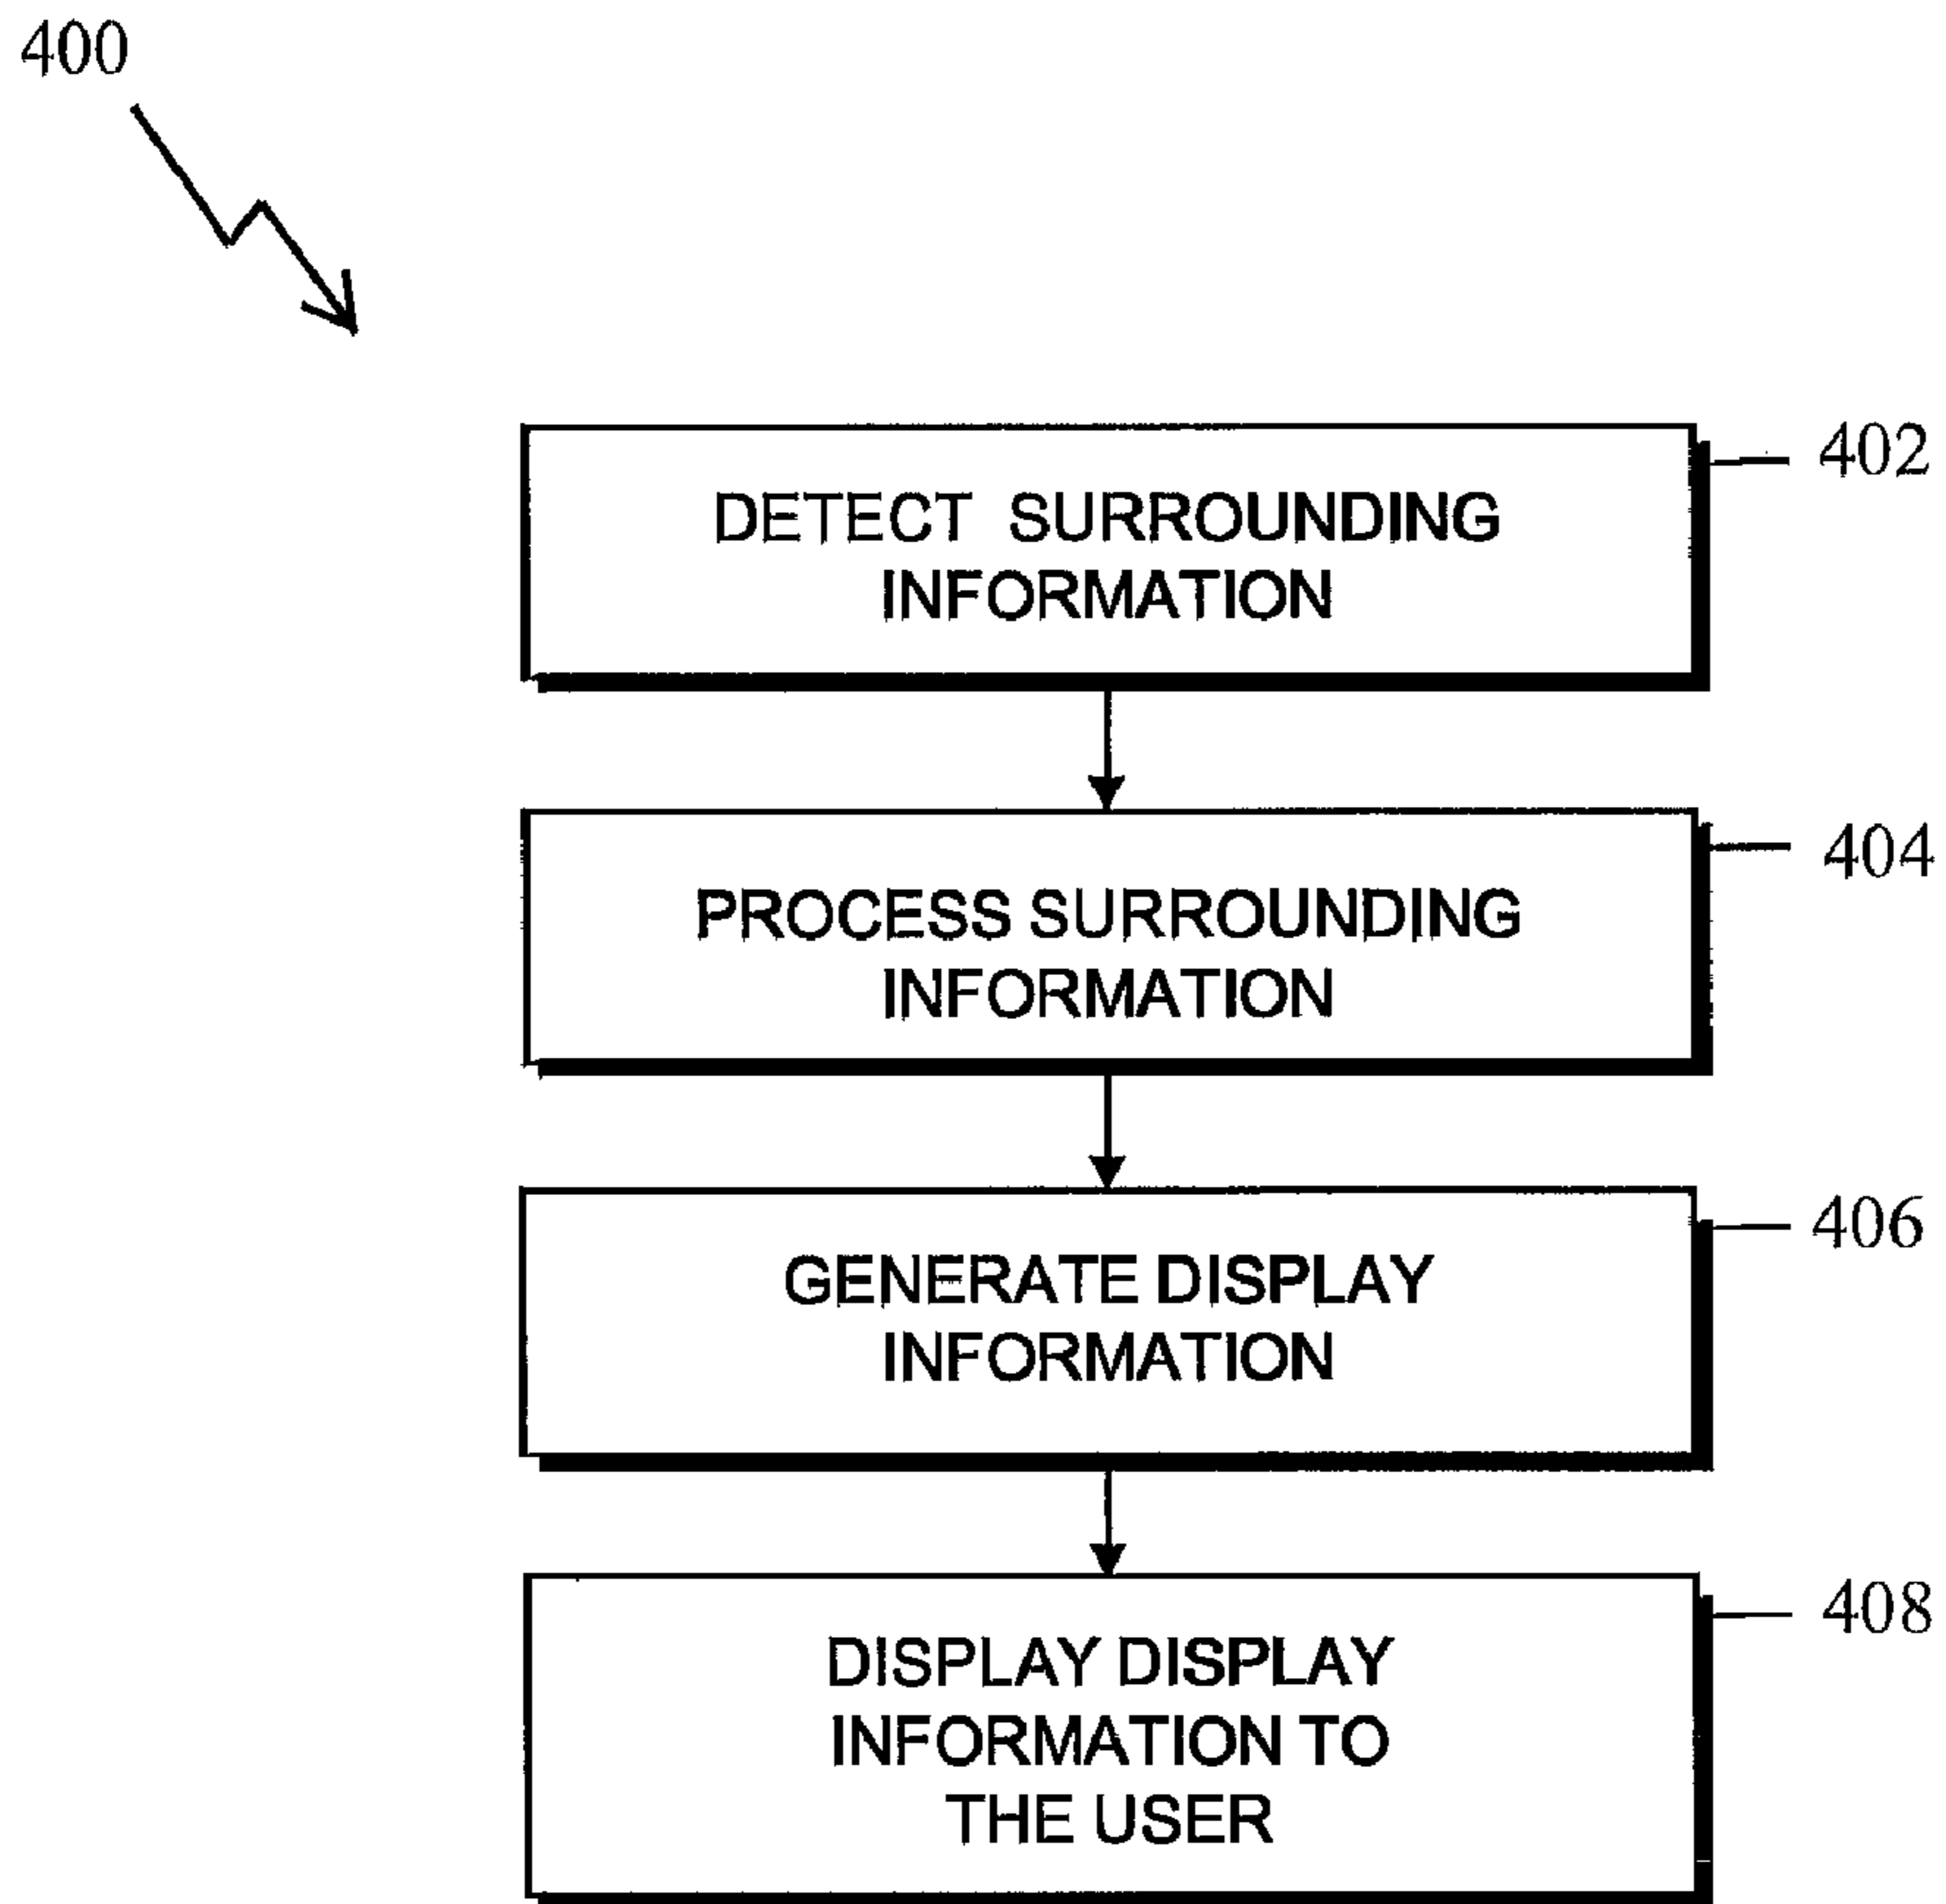 400
DETECT SURROUNDING
INFORMATION
402
PROCESS SURROUNDING
INFORMATION
404
GENERATE DISPLAY
INFORMATION
406
DISPLAY DISPLAY
INFORMATION TO
THE USER
408